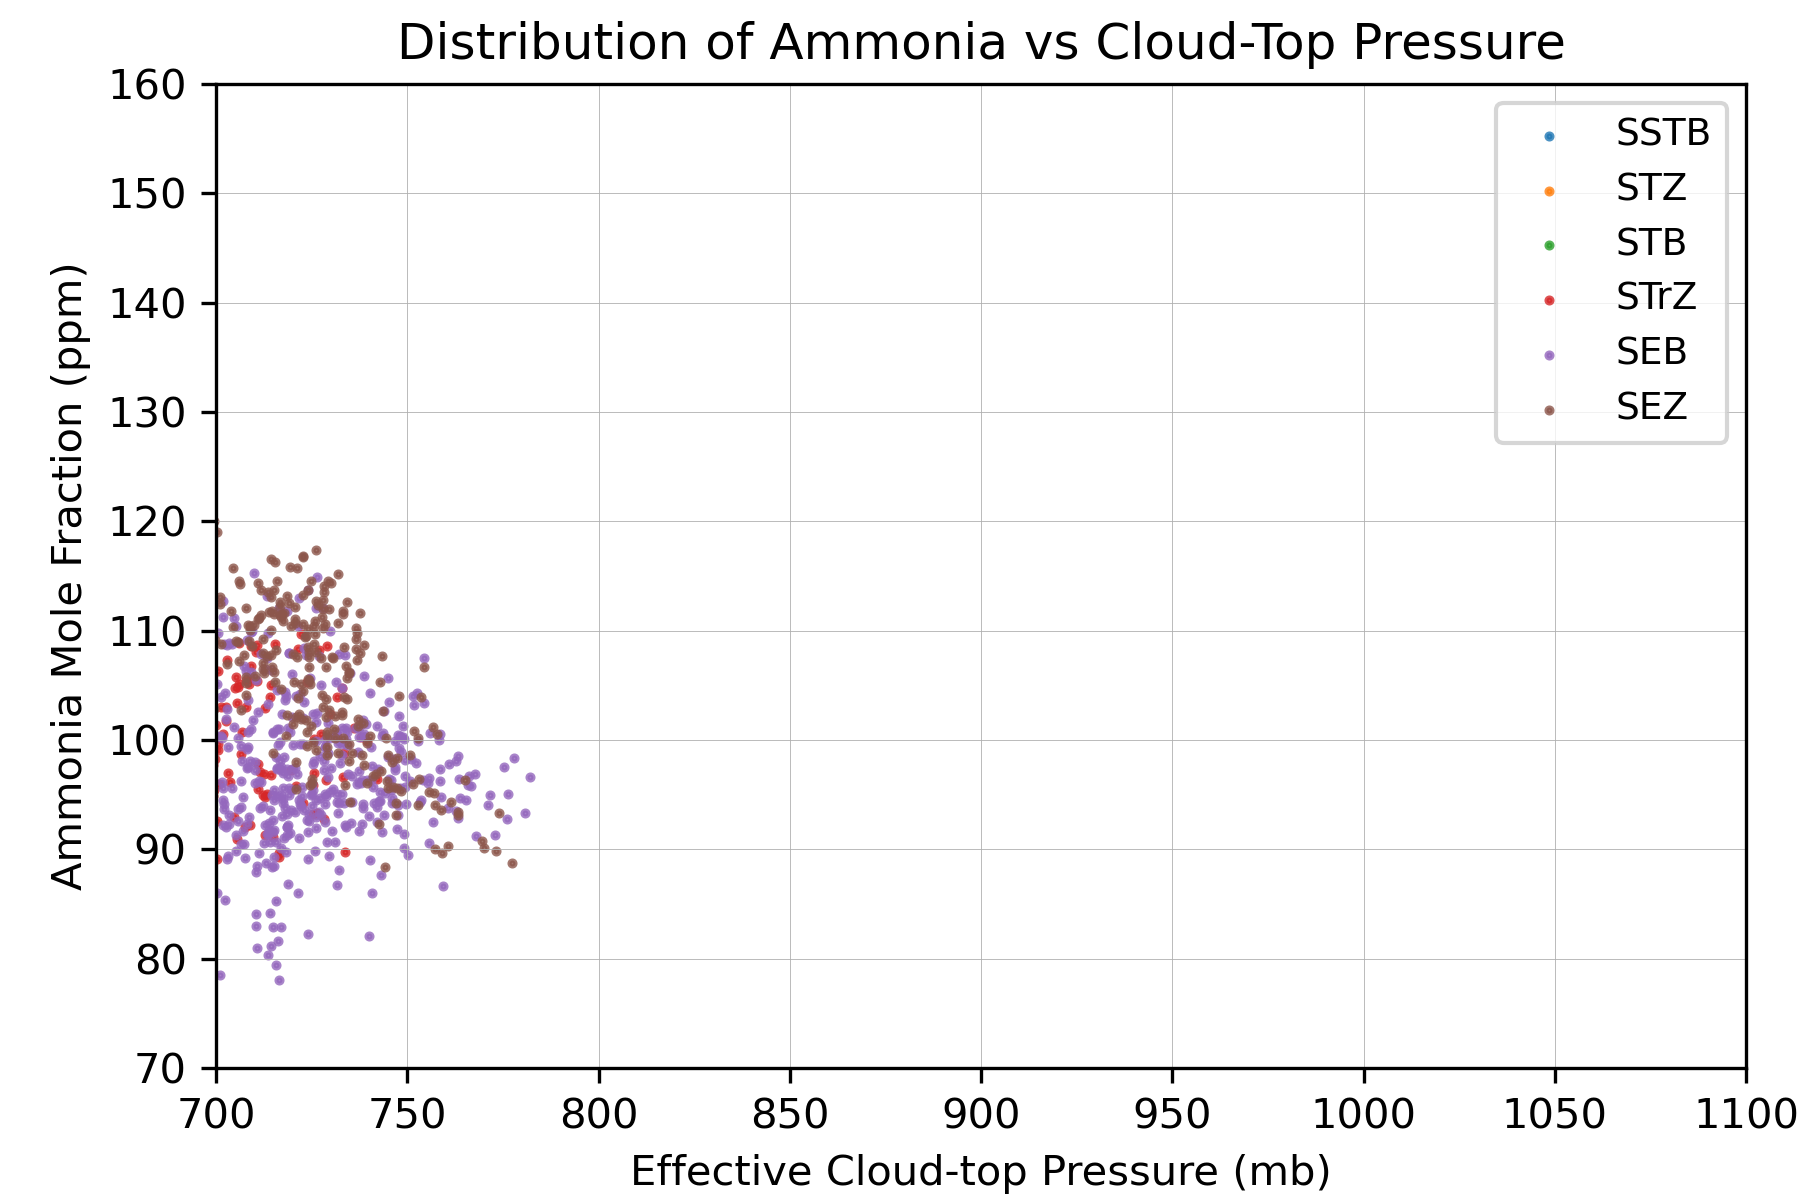 Distribution of Ammonia vs Cloud-Top Pressure
160
150
140
130
120
110
100
90
80
70
Ammonia Mole Fraction (ppm)
SSTB
STZ
STB
STrZ
SEB
SEZ
700 750 800 850 900 950 1000 1050 1100
Effective Cloud-top Pressure (mb)